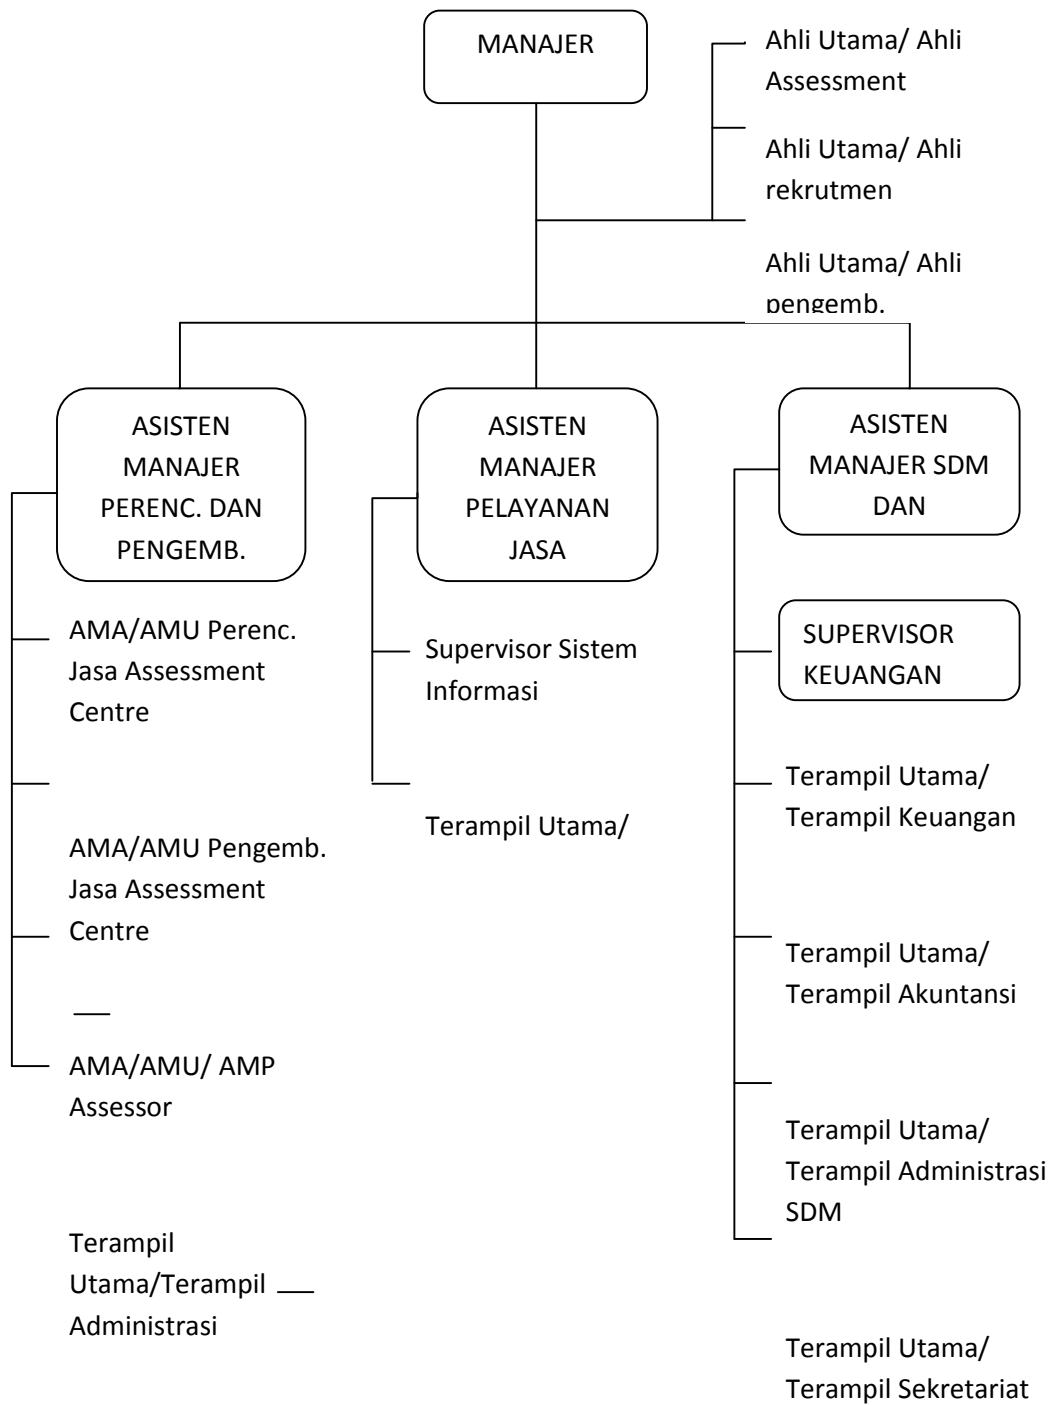 MANAJER
Ahli Utama/ Ahli
Assessment
Ahli Utama/ Ahli
rekrutmen
Ahli Utama/ Ahli
pengemb.
ASISTEN
MANAJER
PERENC. DAN
PENGEMB.
ASISTEN
MANAJER
PELAYANAN
JASA
ASISTEN
MANAJER SDM
DAN
AMA/AMU Perenc.
Jasa Assessment
Centre
AMA/AMU Pengemb.
Jasa Assessment
Centre
AMA/AMU/ AMP
Assessor
Terampil
Utama/Terampil
Administrasi
Supervisor Sistem
Informasi
Terampil Utama/
SUPERVISOR
KEUANGAN
Terampil Utama/
Terampil Keuangan
Terampil Utama/
Terampil Akuntansi
Terampil Utama/
Terampil Administrasi
SDM
Terampil Utama/
Terampil Sekretariat